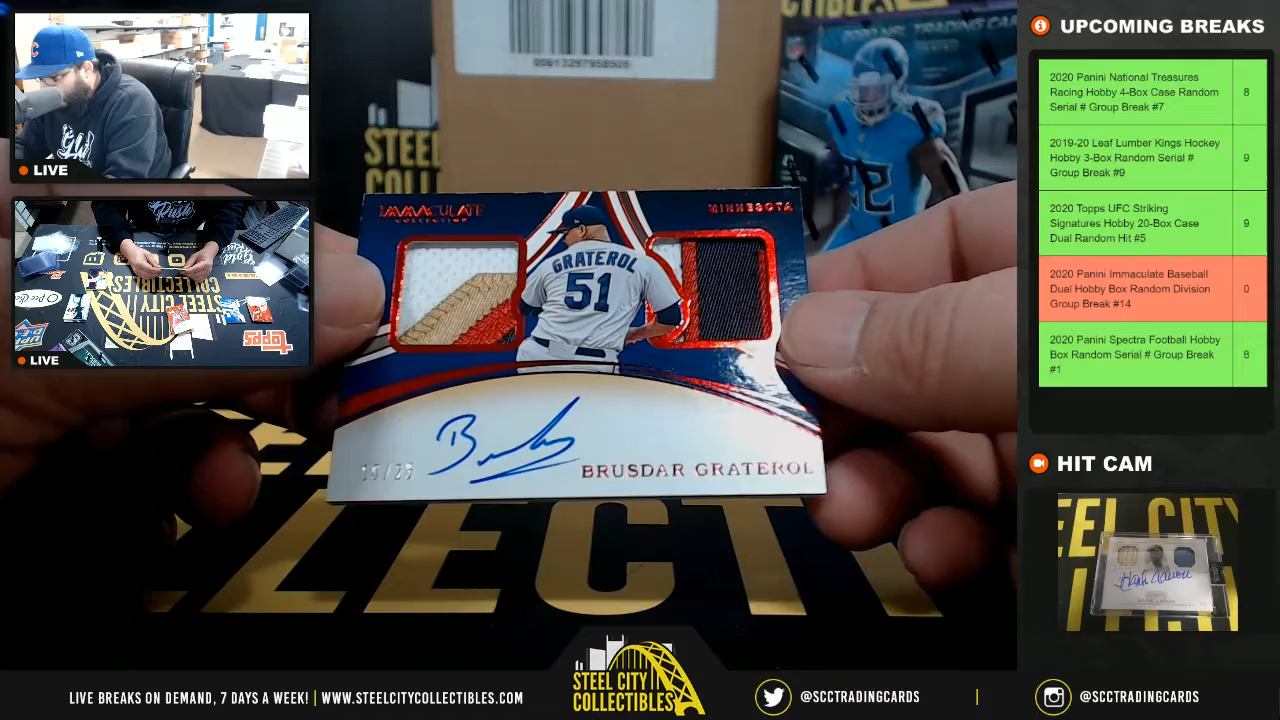 LIVE
LIVE
STEEL
CITY
COLLECTIBLES
IMMACULATE
COLLECTION
MINNESOTA
GRATEROL
51
BRUSDAR GRATEROL
LECT
topps
UPCOMING BREAKS
2020 Panini National Treasures
Racing Hobby 4-Box Case Random
Serial # Group Break #7
8
2019-20 Leaf Lumber Kings Hockey
Hobby 3-Box Random Serial #
Group Break #9
9
2020 Topps UFC Striking
Signatures Hobby 20-Box Case
Dual Random Hit #5
9
2020 Panini Immaculate Baseball
Dual Hobby Box Random Division
Group Break #14
0
2020 Panini Spectra Football Hobby
Box Random Serial # Group Break
#1
8
HIT CAM
EEL CITY
LIVE BREAKS ON DEMAND, 7 DAYS A WEEK! | WWW.STEELCITYCOLLECTIBLES.COM
STEEL CITY
COLLECTIBLES
@SCCTRADINGCARDS
@SCCTRADINGCARDS